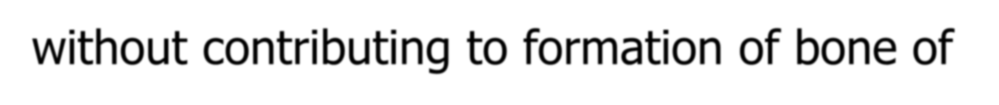 without contributing to formation of bone of